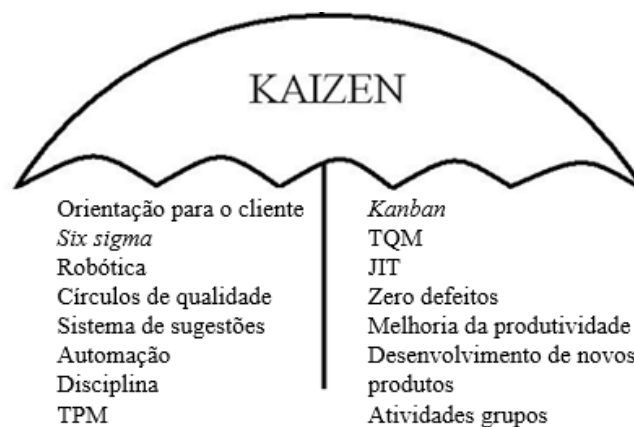 KAIZEN
Orientação para o cliente
Six sigma
Robótica
Círculos de qualidade
Sistema de sugestões
Automação
Disciplina
TPM
Kanban
TQM
JIT
Zero defeitos
Melhoria da produtividade
Desenvolvimento de novos
produtos
Atividades grupos